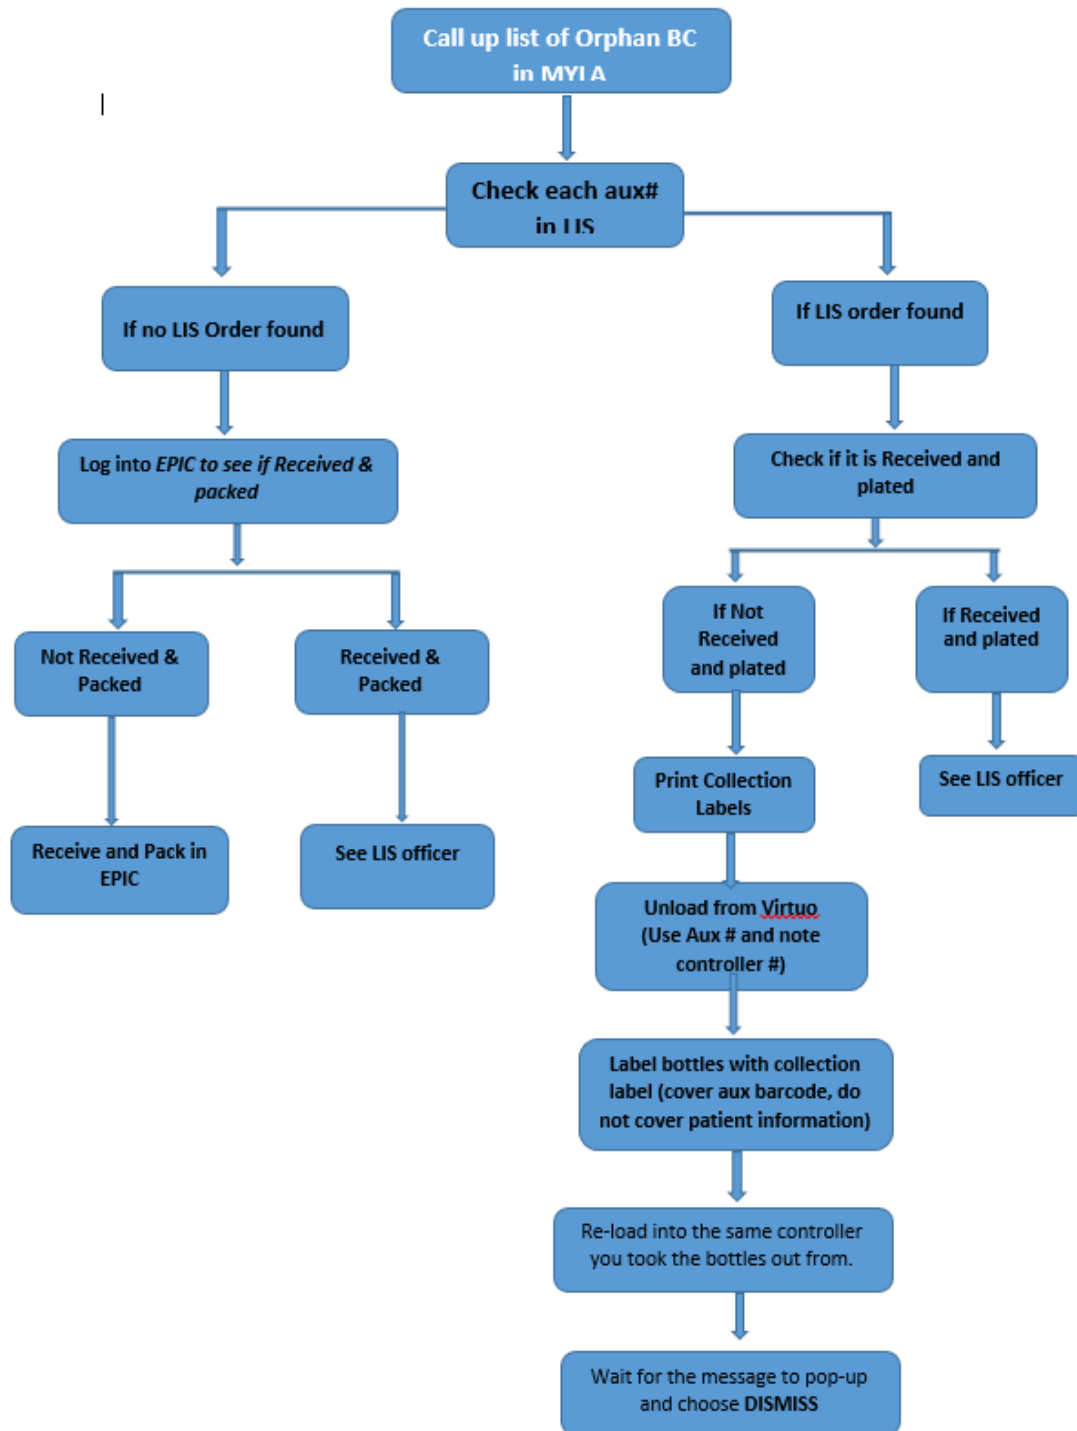 Call up list of Orphan BC
in MYLA
Check each aux#
in LIS
If no LIS Order found
If LIS order found
Log into EPIC to see if Received &
packed
Check if it is Received and
plated
Not Received &
Packed
Received &
Packed
If Not
Received
and plated
If Received
and plated
Receive and Pack in
EPIC
See LIS officer
Print Collection
Labels
See LIS officer
Unload from Virtuo
(Use Aux # and note
controller #)
Label bottles with collection
label (cover aux barcode, do
not cover patient information)
Re-load into the same controller
you took the bottles out from.
Wait for the message to pop-up
and choose DISMISS